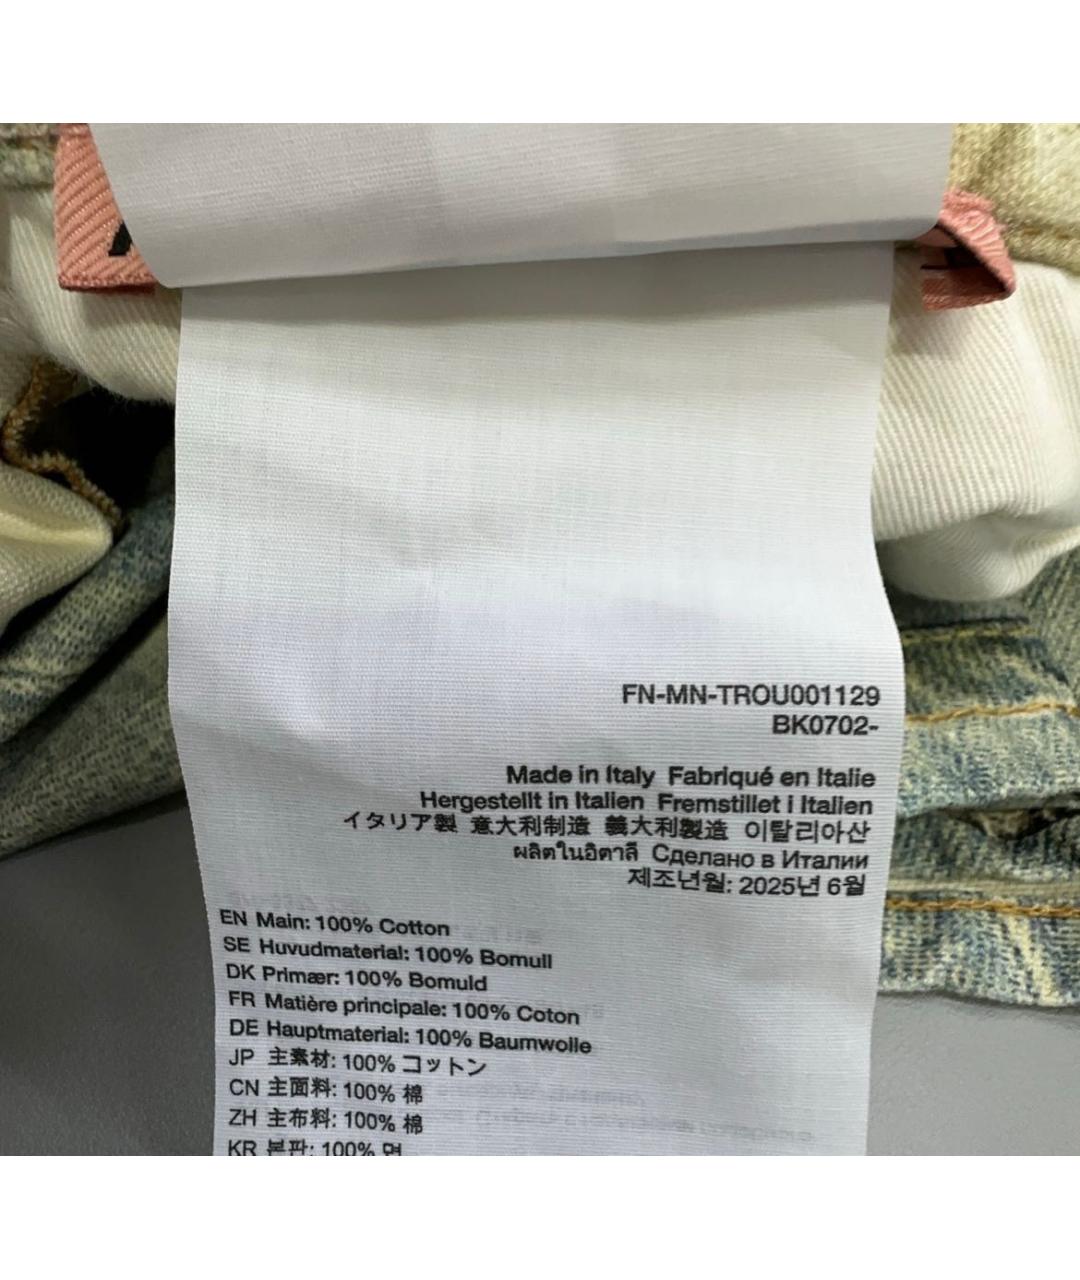 FN-MN-TROU001129
BK0702-
Made in Italy Fabriqué en Italie
Hergestellt in Italien Fremstillet i Italien
イタリア製 意大利制造 義大利製造 이탈리아산
ผลิตในอิตาลี Сделано в Италии
제조년월: 2025년 6월
EN Main: 100% Cotton
SE Huvudmaterial: 100% Bomull
DK Primær: 100% Bomuld
FR Matière principale: 100% Coton
DE Hauptmaterial: 100% Baumwolle
JP 主素材: 100% コットン
CN 主面料: 100% 棉
ZH 主布料: 100% 棉
KR 본판: 100% 면